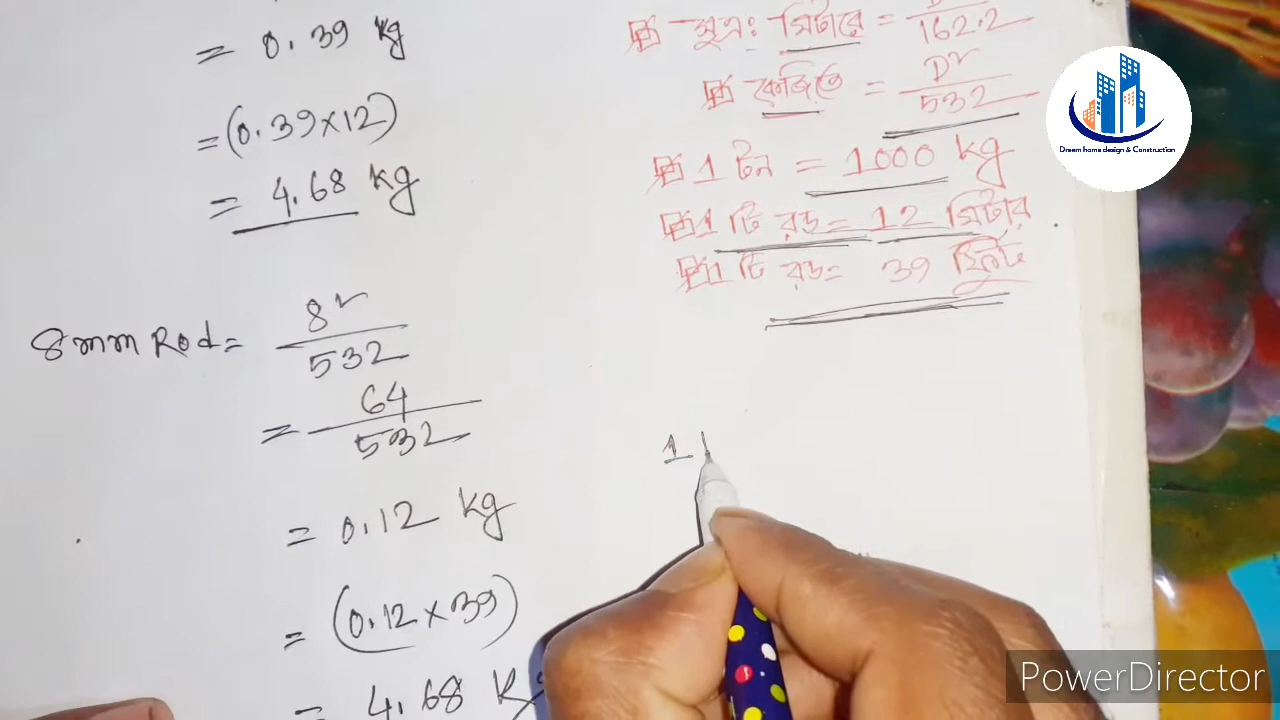 = 0.39 kg
= (0.39×12)
= 4.68 kg
8mm Rod = 8²/532
= 64/532
= 0.12 kg
= (0.12×39)
= 4.68 K
সূত্র: মিটারে = D²/162.2
কেজিতে = D²/532
1 টন = 1000 kg
1 টি রড = 12 মিটার
1 টি রড = 39 ফিট
1
Dreem home design & Construction
PowerDirector